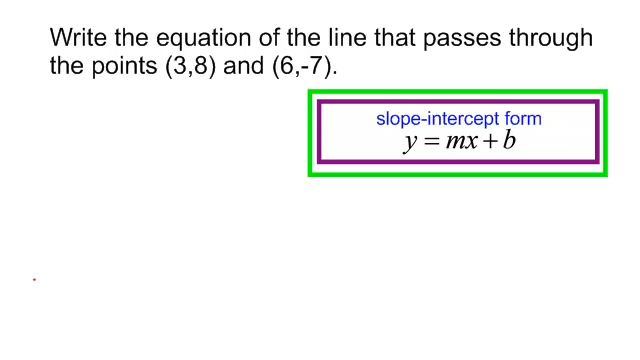 Write the equation of the line that passes through
the points (3,8) and (6,-7).
slope-intercept form
y = mx + b